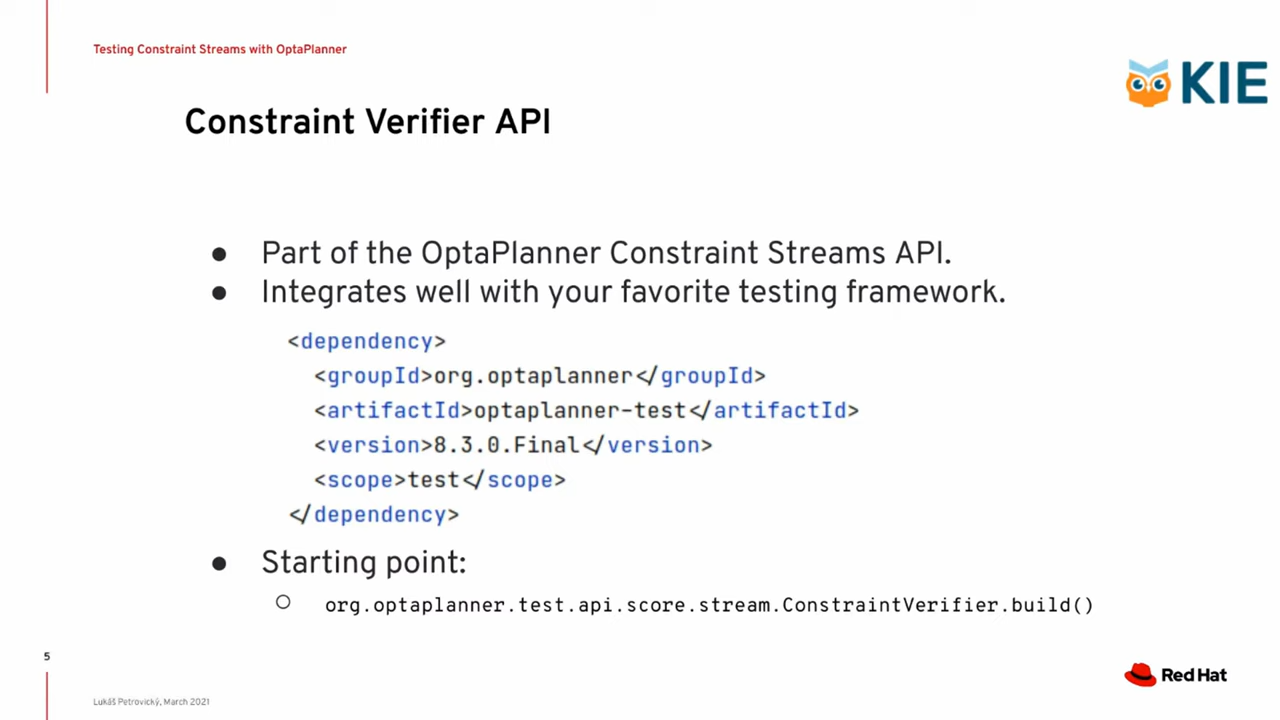 Testing Constraint Streams with OptaPlanner
KIE
Constraint Verifier API
● Part of the OptaPlanner Constraint Streams API.
● Integrates well with your favorite testing framework.
<dependency>
<groupId>org.optaplanner</groupId>
<artifactId>optaplanner-test</artifactId>
<version>8.3.0.Final</version>
<scope>test</scope>
</dependency>
● Starting point:
○ org.optaplanner.test.api.score.stream.ConstraintVerifier.build()
5
Red Hat
Lukáš Petrovický, March 2021